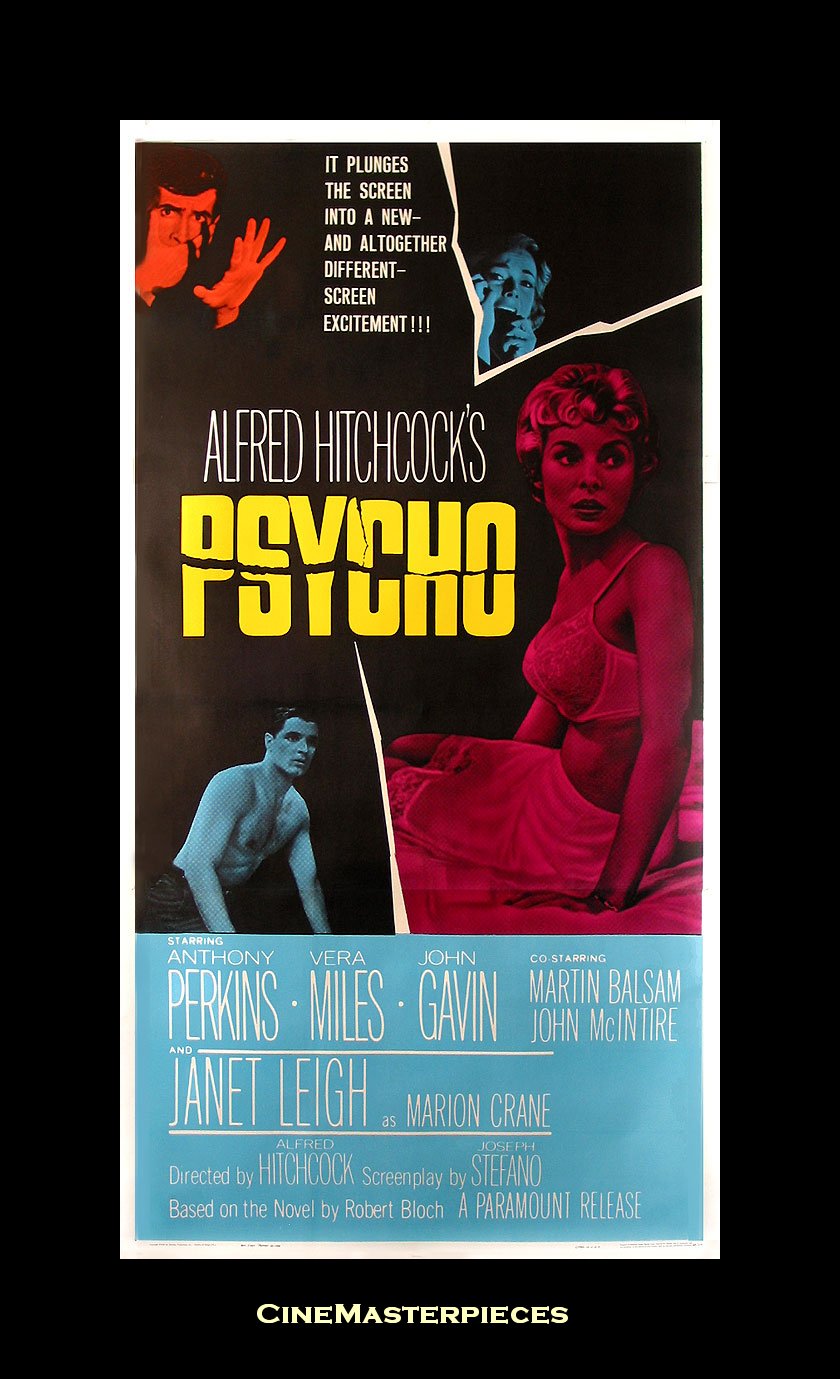 IT PLUNGES
THE SCREEN
INTO A NEW—
AND ALTOGETHER
DIFFERENT—
SCREEN
EXCITEMENT!!!
ALFRED HITCHCOCK'S
PSYCHO
STARRING
ANTHONY PERKINS · VERA MILES · JOHN GAVIN
CO-STARRING
MARTIN BALSAM
JOHN McINTIRE
AND
JANET LEIGH as MARION CRANE
Directed by ALFRED HITCHCOCK Screenplay by JOSEPH STEFANO
Based on the Novel by Robert Bloch A PARAMOUNT RELEASE
CINEMASTERPIECES